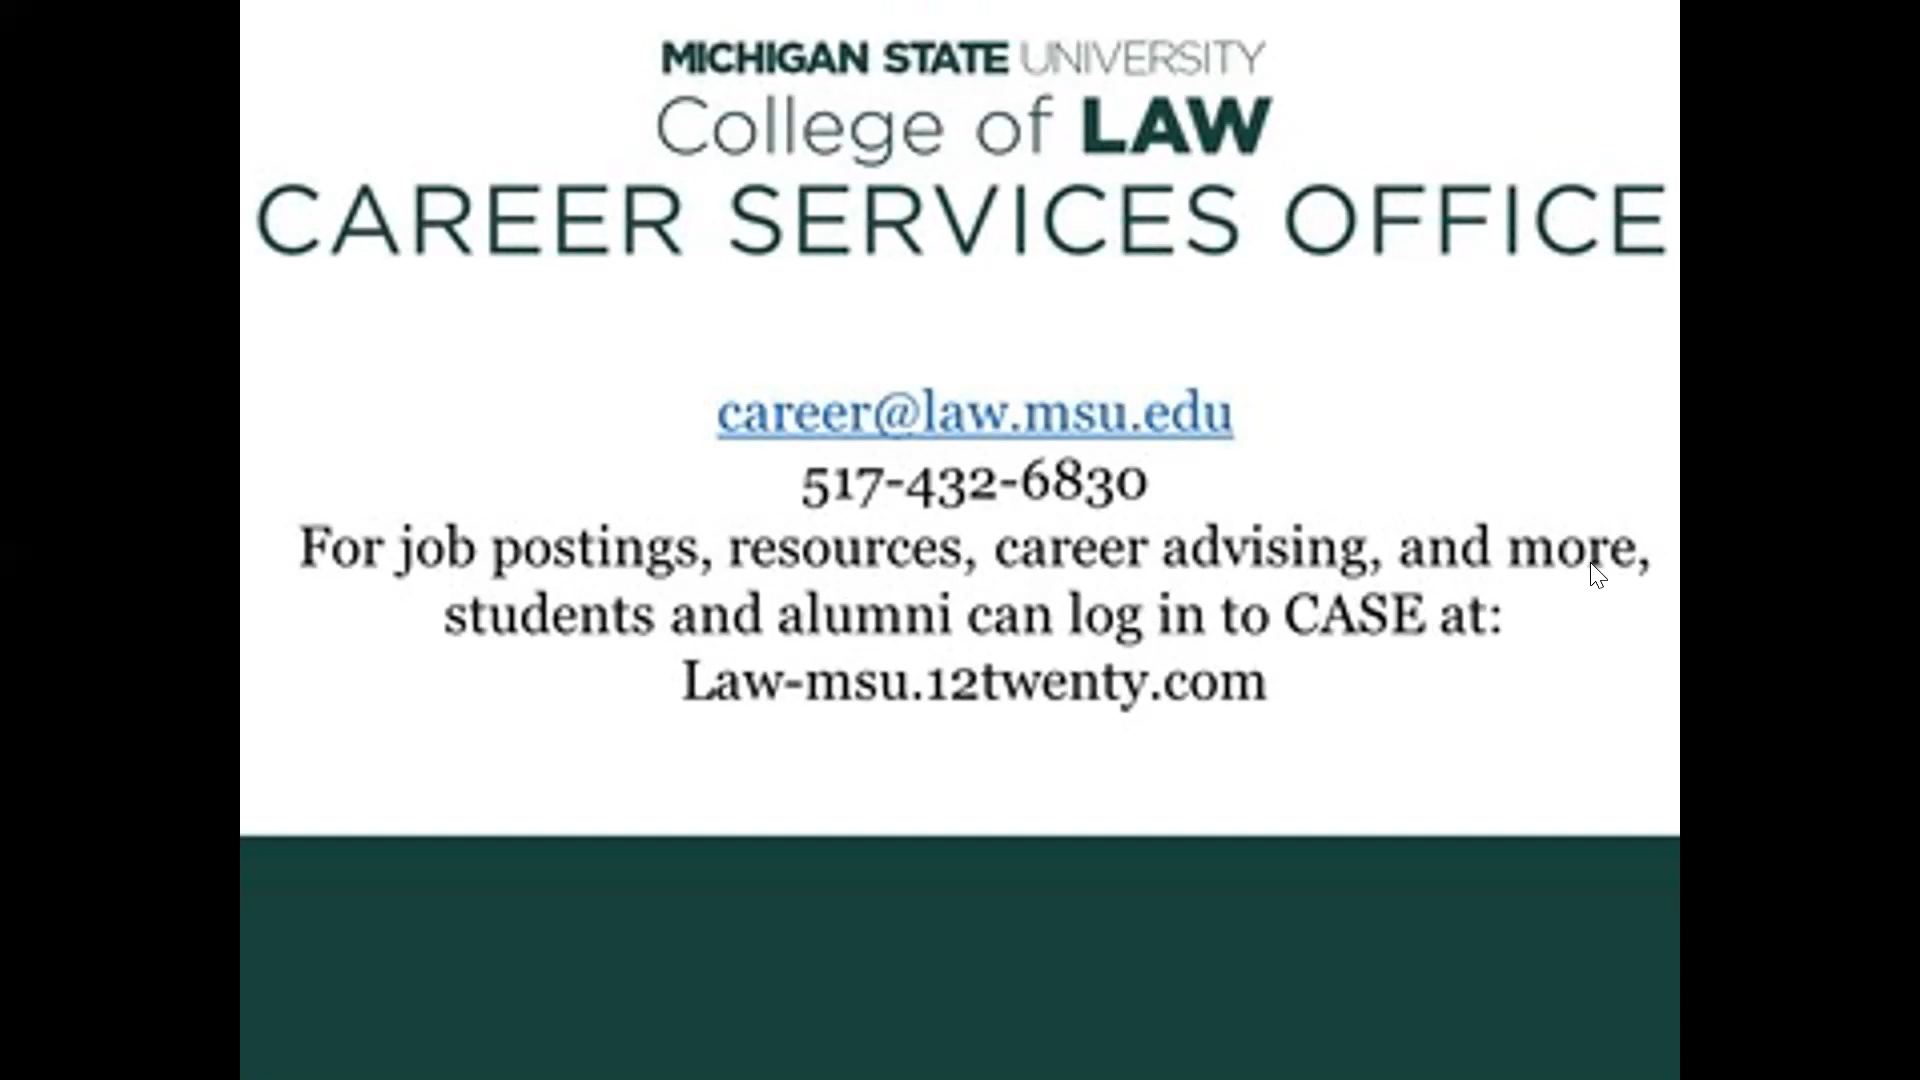 MICHIGAN STATE UNIVERSITY
College of LAW
CAREER SERVICES OFFICE
career@law.msu.edu
517-432-6830
For job postings, resources, career advising, and more,
students and alumni can log in to CASE at:
Law-msu.12twenty.com